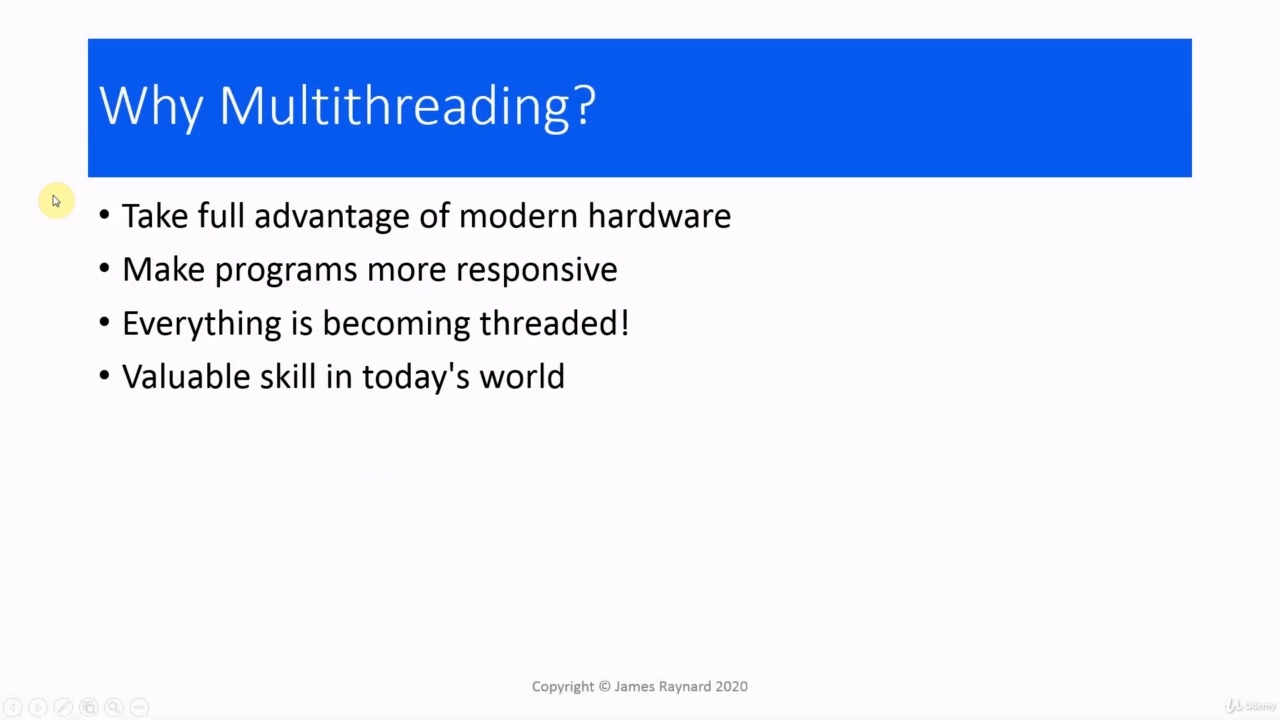 Why Multithreading?
• Take full advantage of modern hardware
• Make programs more responsive
• Everything is becoming threaded!
• Valuable skill in today's world
Copyright © James Raynard 2020
Udemy